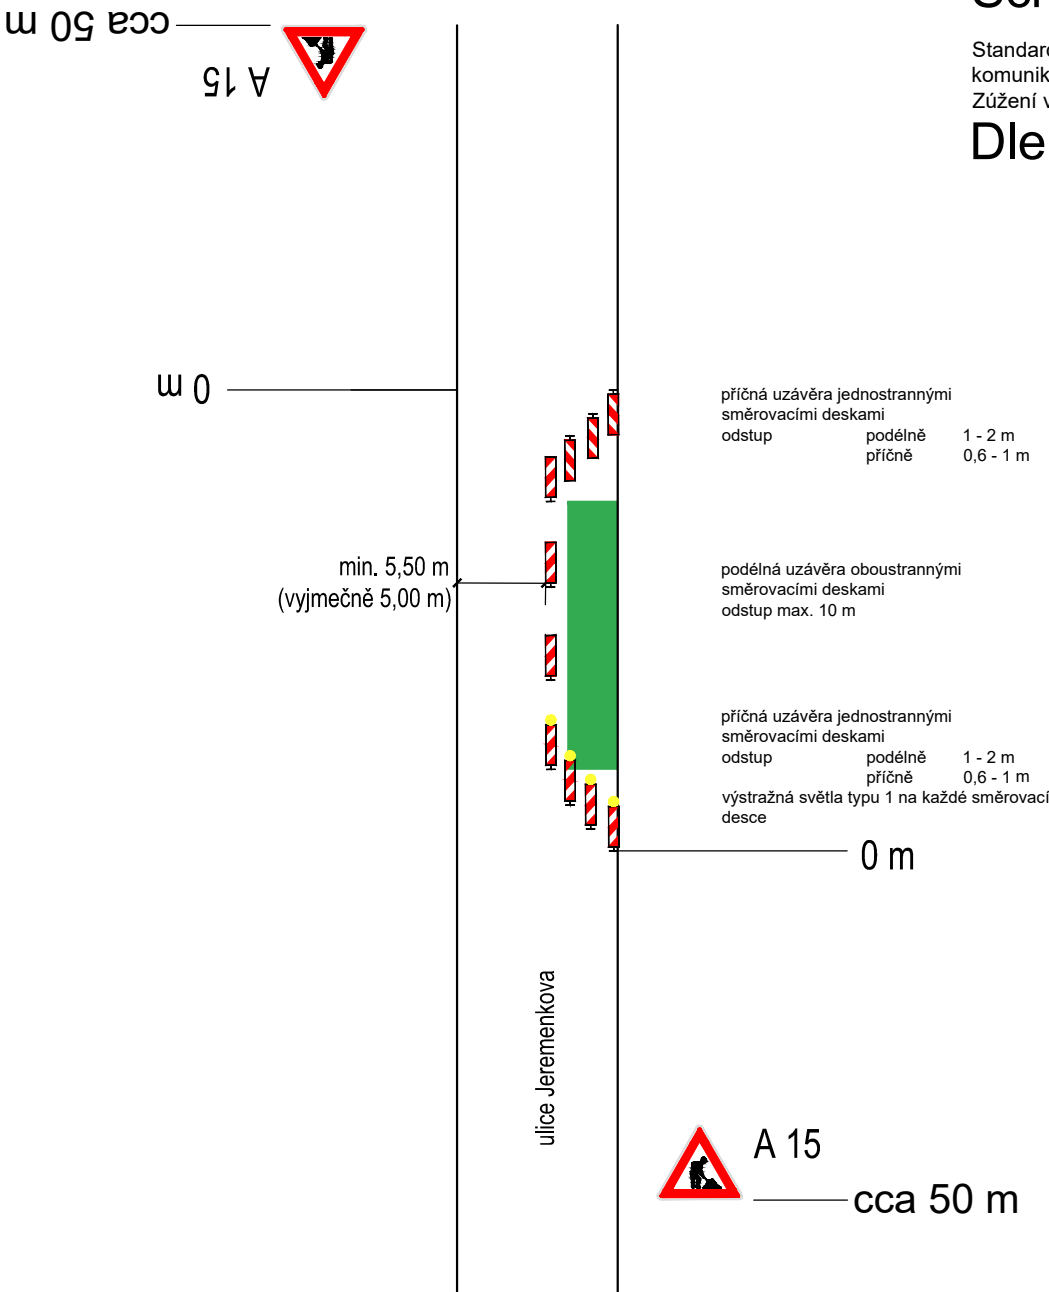 cca 50 m
A 15
Standard
komunik
Zúžení v
Dle
0 m
příčná uzávěra jednostrannými
směrovacími deskami
odstup podélně 1 - 2 m
příčně 0,6 - 1 m
min. 5,50 m
(vyjmečně 5,00 m)
podélná uzávěra oboustrannými
směrovacími deskami
odstup max. 10 m
příčná uzávěra jednostrannými
směrovacími deskami
odstup podélně 1 - 2 m
příčně 0,6 - 1 m
výstražná světla typu 1 na každé směrovací
desce
0 m
ulice Jeremenkova
A 15
cca 50 m